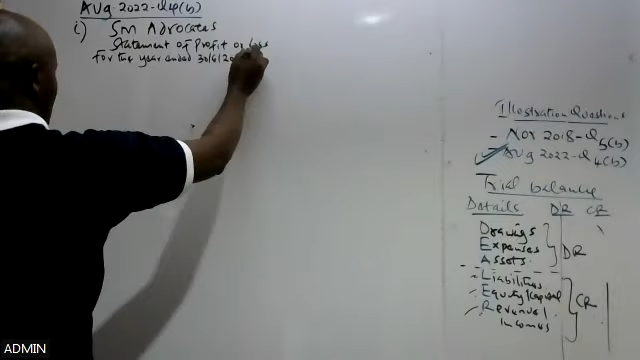 Aug 2022-Q4(b)
i) SM Advocates
Statement of Profit or loss
for the year ended 30/6/20
Illustration Questions
- Nov 2018-Q5(b)
Aug 2022-Q4(b)
Trial balance
Details DR CR
Drawings
Expenses DR
Assets
Liabilities
Equity/Capital CR
Revenue/
Incomes
ADMIN